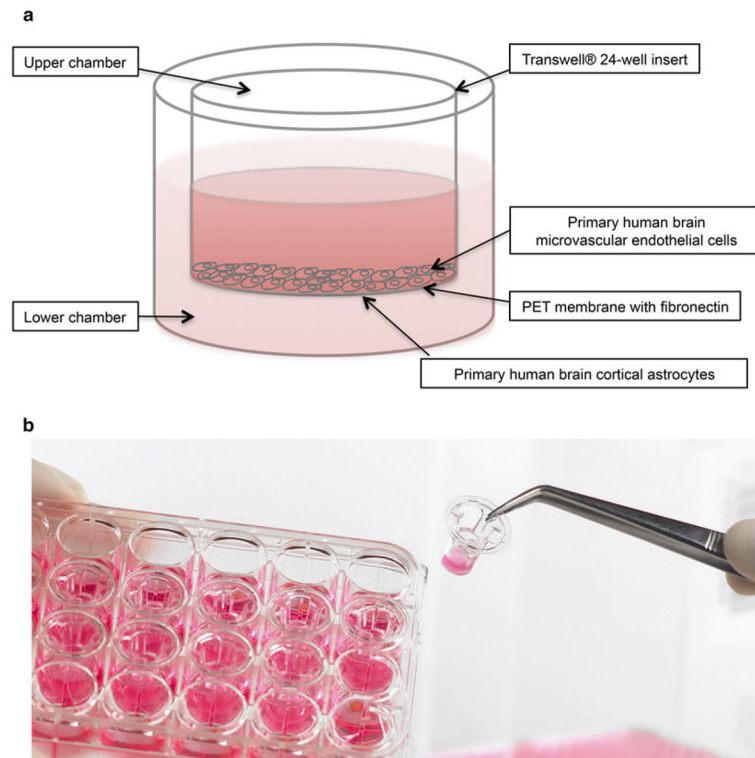 a
Upper chamber
Transwell® 24-well insert
Primary human brain
microvascular endothelial cells
PET membrane with fibronectin
Lower chamber
Primary human brain cortical astrocytes
b